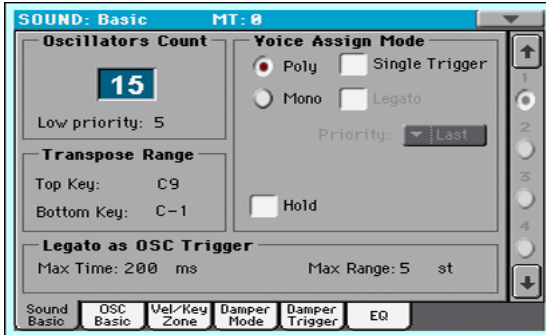 SOUND: Basic MT: 0
Oscillators Count
15
Low priority: 5
Transpose Range
Top Key: C9
Bottom Key: C-1
Voice Assign Mode
Poly Single Trigger
Mono Legato
Priority: Last
Hold
Legato as OSC Trigger
Max Time: 200 ms Max Range: 5 st
1
2
3
4
Sound Basic
OSC Basic
Vel/Key Zone
Damper Mode
Damper Trigger
EQ